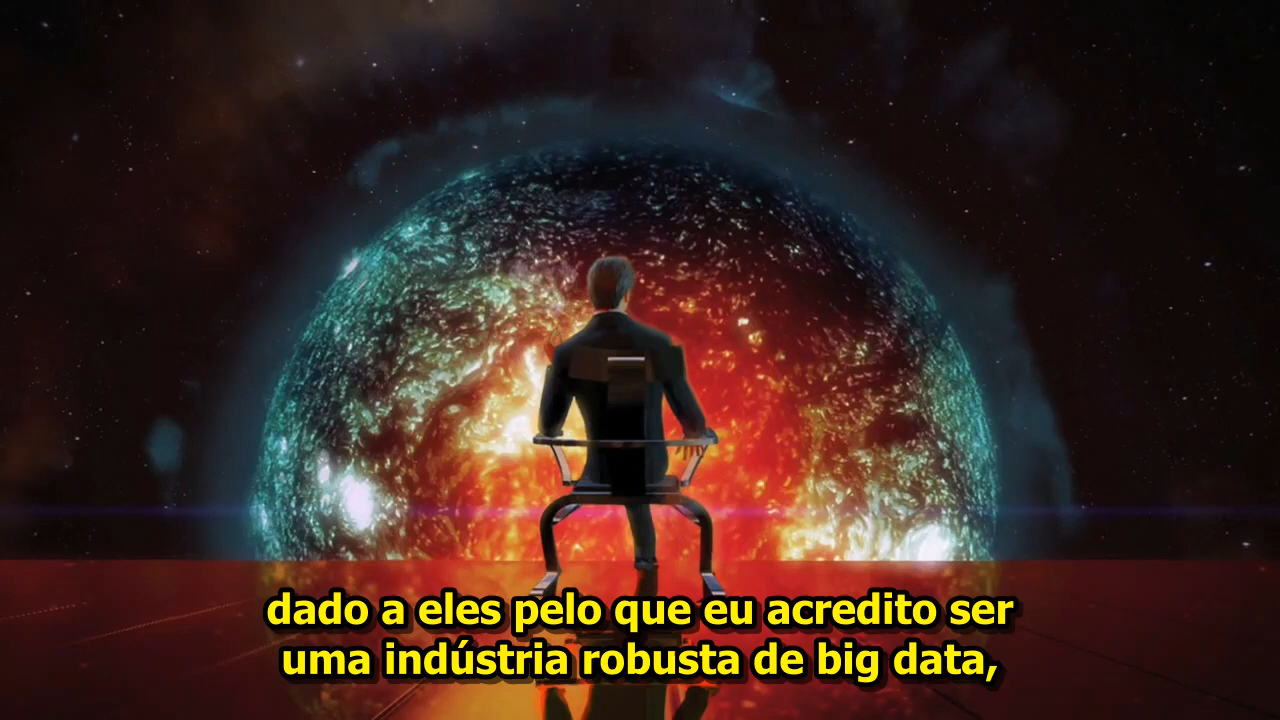 dado a eles pelo que eu acredito ser
uma indústria robusta de big data,